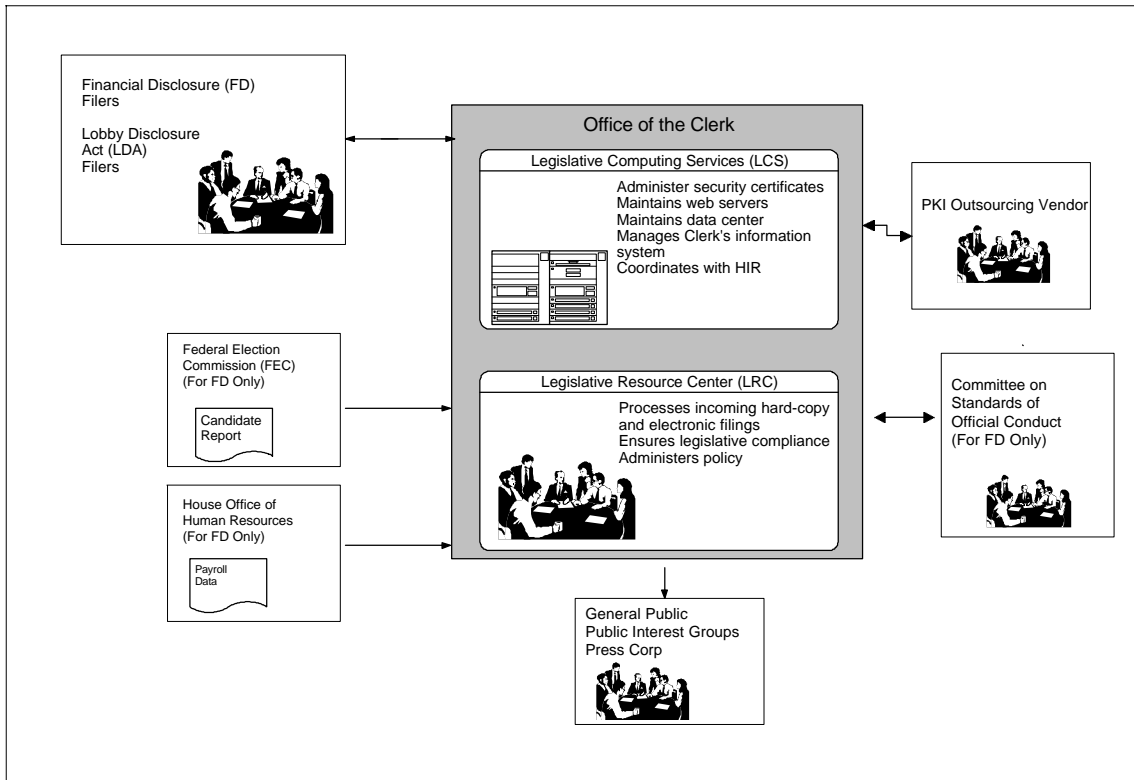 Financial Disclosure (FD)
Filers
Lobby Disclosure
Act (LDA)
Filers
Office of the Clerk
Legislative Computing Services (LCS)
Administer security certificates
Maintains web servers
Maintains data center
Manages Clerk's information
system
Coordinates with HIR
PKI Outsourcing Vendor
Federal Election
Commission (FEC)
(For FD Only)
Candidate
Report
Legislative Resource Center (LRC)
Processes incoming hard-copy
and electronic filings
Ensures legislative compliance
Administers policy
Committee on
Standards of
Official Conduct
(For FD Only)
House Office of
Human Resources
(For FD Only)
Payroll
Data
General Public
Public Interest Groups
Press Corp